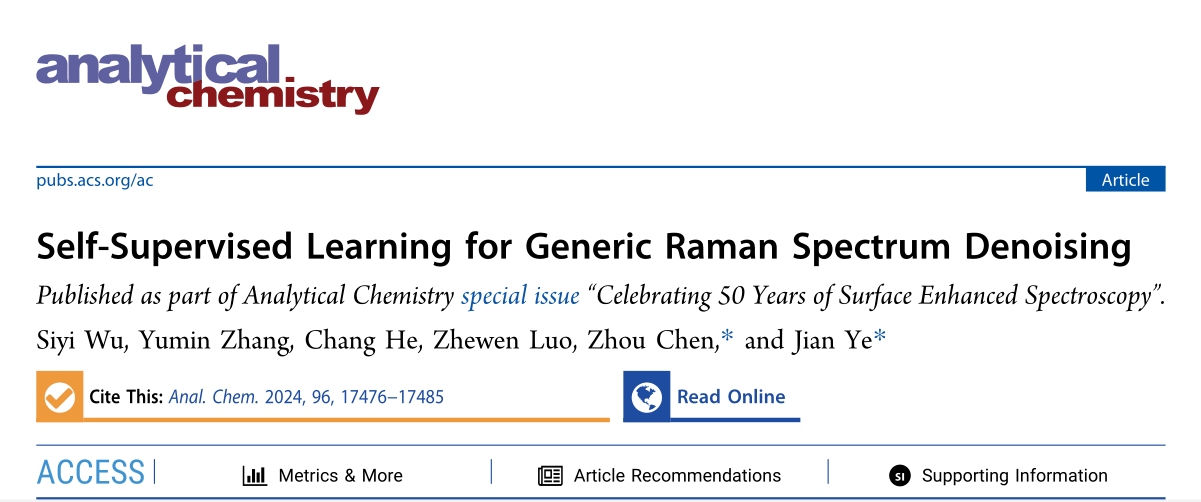 analytical
chemistry
pubs.acs.org/ac
Article
Self-Supervised Learning for Generic Raman Spectrum Denoising
Published as part of Analytical Chemistry special issue “Celebrating 50 Years of Surface Enhanced Spectroscopy”.
Siyi Wu, Yumin Zhang, Chang He, Zhewen Luo, Zhou Chen,* and Jian Ye*
Cite This: Anal. Chem. 2024, 96, 17476−17485
Read Online
ACCESS
Metrics & More
Article Recommendations
SI Supporting Information